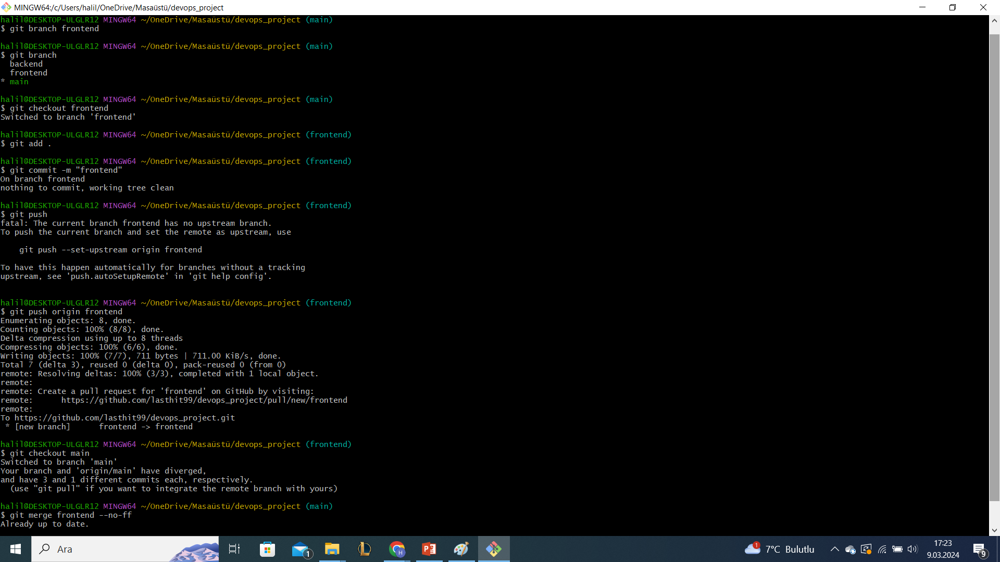 MINGW64:/c/Users/halil/OneDrive/Masaüstü/devops_project
halil@DESKTOP-ULGLR12 MINGW64 ~/OneDrive/Masaüstü/devops_project (main)
$ git branch frontend
halil@DESKTOP-ULGLR12 MINGW64 ~/OneDrive/Masaüstü/devops_project (main)
$ git branch
  backend
  frontend
* main
halil@DESKTOP-ULGLR12 MINGW64 ~/OneDrive/Masaüstü/devops_project (main)
$ git checkout frontend
Switched to branch 'frontend'
halil@DESKTOP-ULGLR12 MINGW64 ~/OneDrive/Masaüstü/devops_project (frontend)
$ git add .
halil@DESKTOP-ULGLR12 MINGW64 ~/OneDrive/Masaüstü/devops_project (frontend)
$ git commit -m "frontend"
On branch frontend
nothing to commit, working tree clean
halil@DESKTOP-ULGLR12 MINGW64 ~/OneDrive/Masaüstü/devops_project (frontend)
$ git push
fatal: The current branch frontend has no upstream branch.
To push the current branch and set the remote as upstream, use
    git push --set-upstream origin frontend
To have this happen automatically for branches without a tracking
upstream, see 'push.autoSetupRemote' in 'git help config'.
halil@DESKTOP-ULGLR12 MINGW64 ~/OneDrive/Masaüstü/devops_project (frontend)
$ git push origin frontend
Enumerating objects: 8, done.
Counting objects: 100% (8/8), done.
Delta compression using up to 8 threads
Compressing objects: 100% (6/6), done.
Writing objects: 100% (7/7), 711 bytes | 711.00 KiB/s, done.
Total 7 (delta 3), reused 0 (delta 0), pack-reused 0 (from 0)
remote: Resolving deltas: 100% (3/3), completed with 1 local object.
remote:
remote: Create a pull request for 'frontend' on GitHub by visiting:
remote:      https://github.com/lasthit99/devops_project/pull/new/frontend
remote:
To https://github.com/lasthit99/devops_project.git
 * [new branch]      frontend -> frontend
halil@DESKTOP-ULGLR12 MINGW64 ~/OneDrive/Masaüstü/devops_project (frontend)
$ git checkout main
Switched to branch 'main'
Your branch and 'origin/main' have diverged,
and have 3 and 1 different commits each, respectively.
  (use "git pull" if you want to integrate the remote branch with yours)
halil@DESKTOP-ULGLR12 MINGW64 ~/OneDrive/Masaüstü/devops_project (main)
$ git merge frontend --no-ff
Already up to date.
Ara
1
H
P
1
7°C Bulutlu
17:23
9.03.2024
9